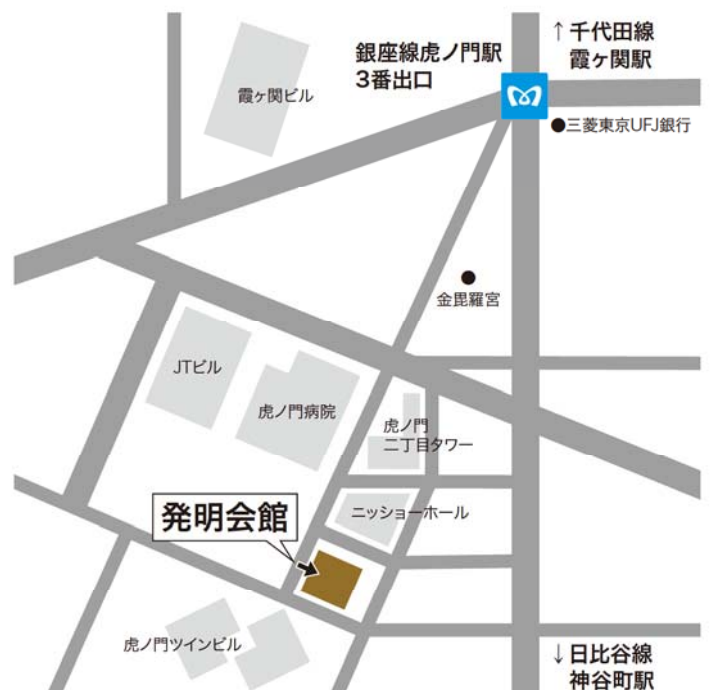 ↑千代田線
霞ヶ関駅
銀座線虎ノ門駅
3番出口
霞ヶ関ビル
●三菱東京UFJ銀行
金毘羅宮
JTビル
虎ノ門病院
虎ノ門
二丁目タワー
ニッショーホール
発明会館
虎ノ門ツインビル
↓日比谷線
神谷町駅